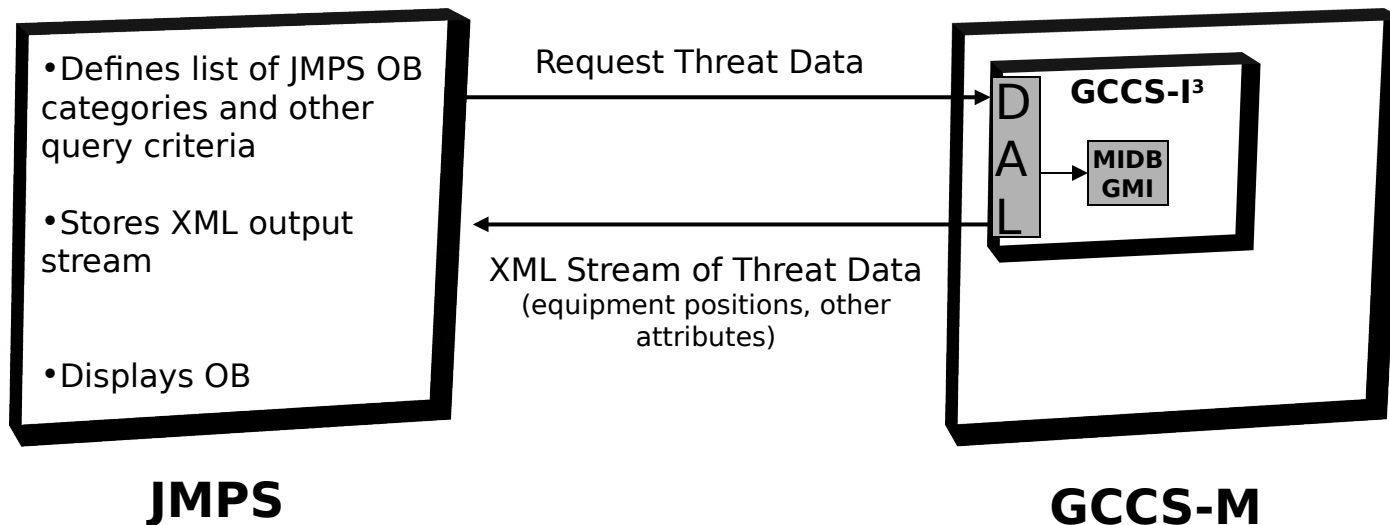 •Defines list of JMPS OB
categories and other
query criteria
•Stores XML output
stream
•Displays OB
JMPS
Request Threat Data
XML Stream of Threat Data
(equipment positions, other
attributes)
D
A
L
GCCS-I³
MIDB
GMI
GCCS-M